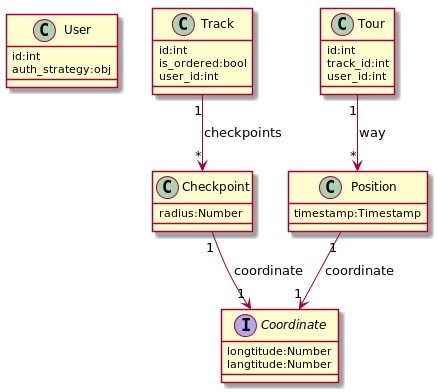 C User
id:int
auth_strategy:obj
C Track
id:int
is_ordered:bool
user_id:int
C Tour
id:int
track_id:int
user_id:int
1
checkpoints
*
1
way
*
C Checkpoint
radius:Number
C Position
timestamp:Timestamp
1
coordinate
1
1
coordinate
1
I Coordinate
longtitude:Number
langtitude:Number